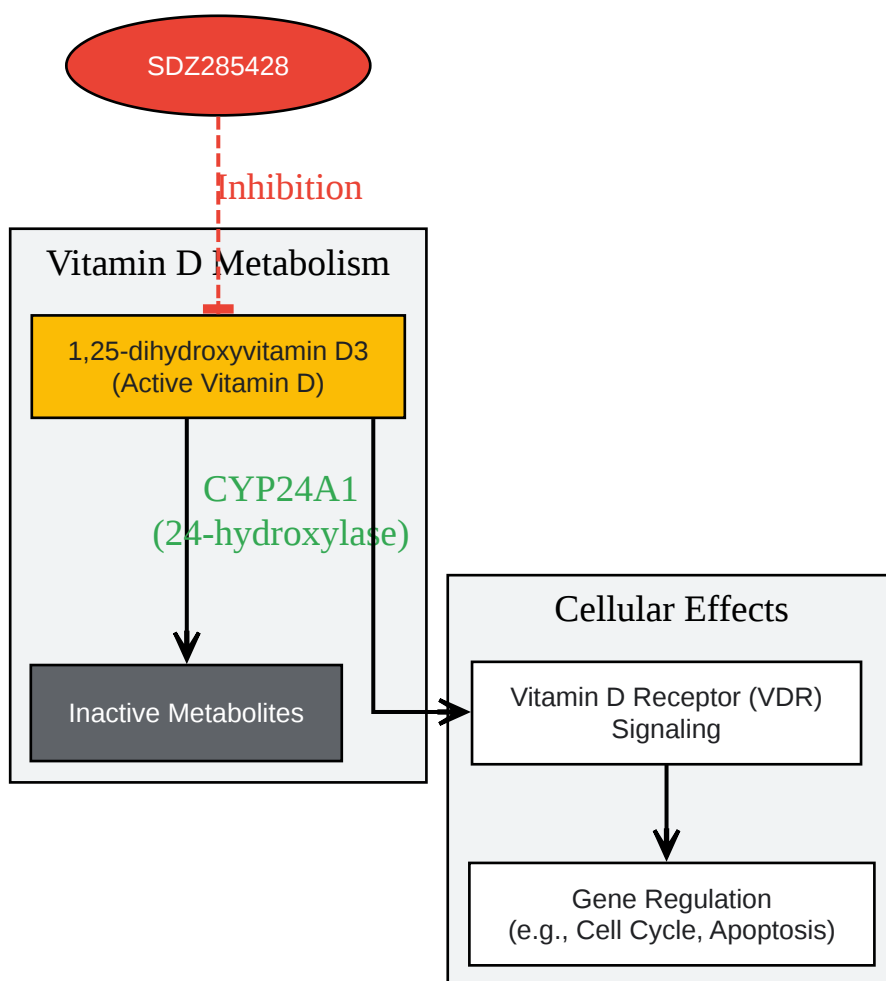 SDZ285428
Inhibition
Vitamin D Metabolism
1,25-dihydroxyvitamin D3
(Active Vitamin D)
CYP24A1
(24-hydroxylase)
Inactive Metabolites
Cellular Effects
Vitamin D Receptor (VDR)
Signaling
Gene Regulation
(e.g., Cell Cycle, Apoptosis)